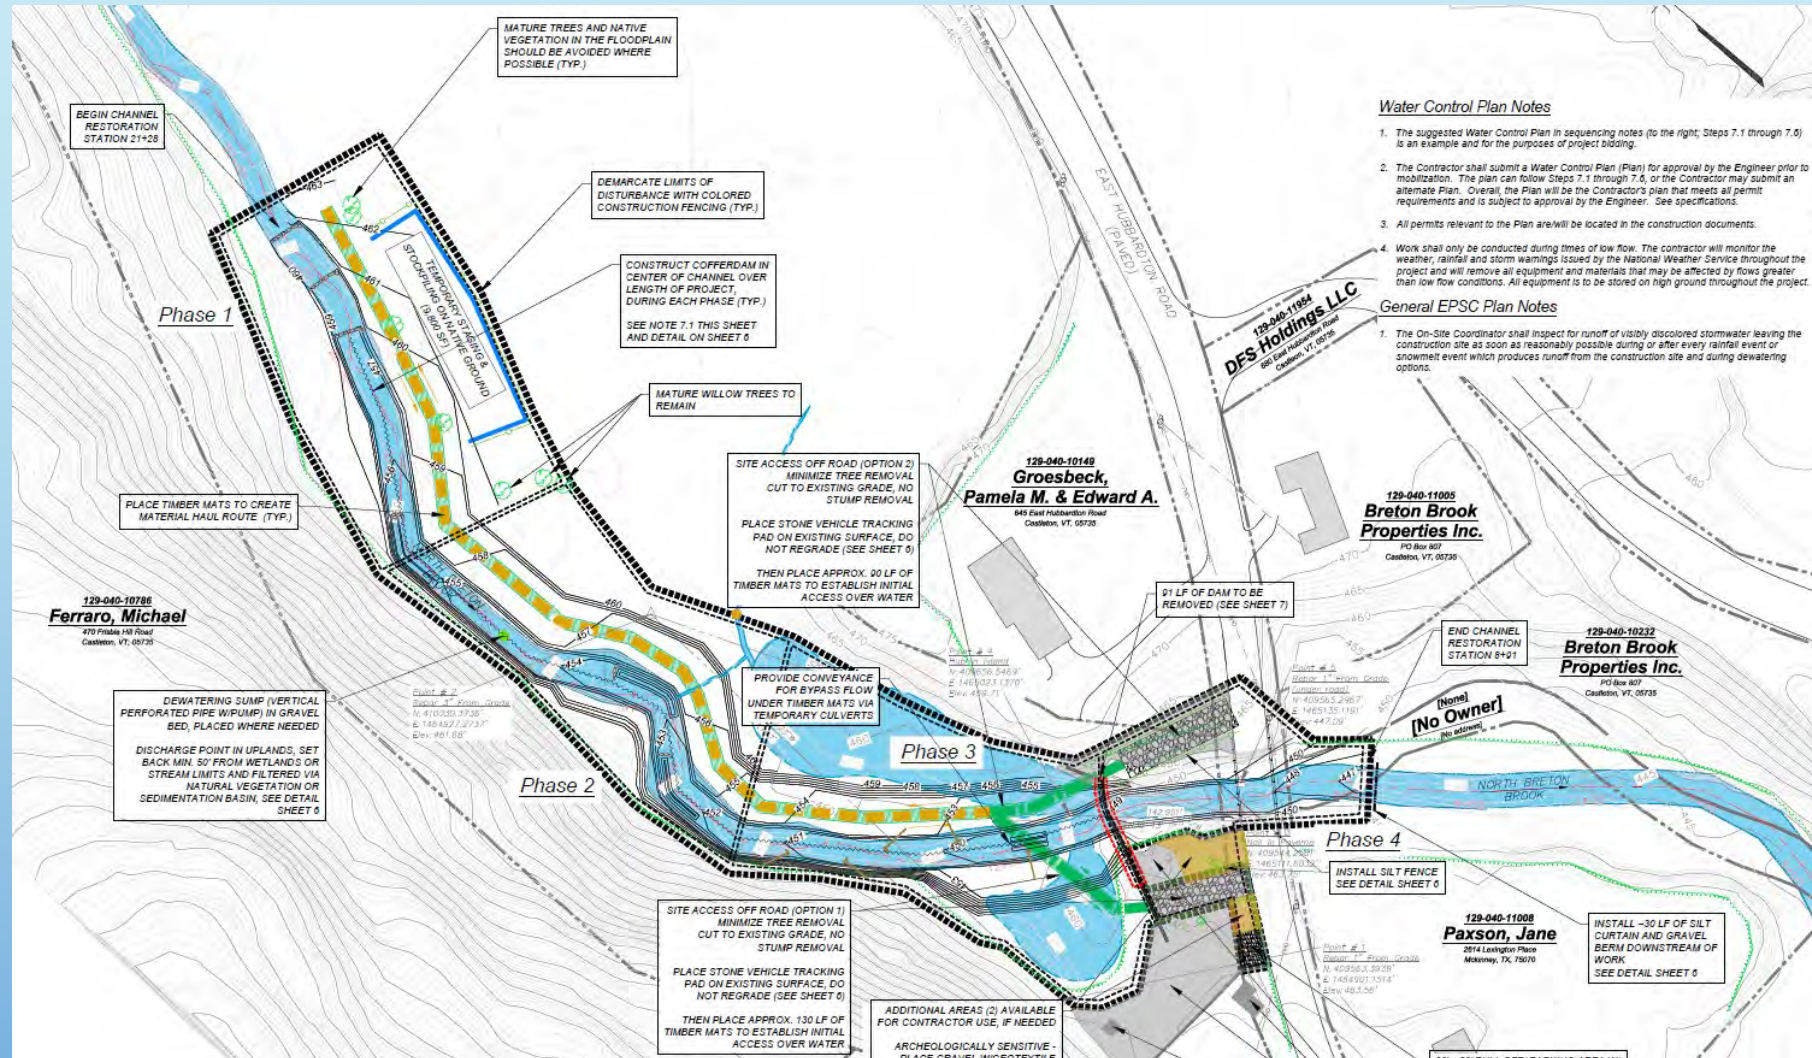 MATURE TREES AND NATIVE
VEGETATION IN THE FLOODPLAIN
SHOULD BE AVOIDED WHERE
POSSIBLE (TYP.)
BEGIN CHANNEL
RESTORATION
STATION 21+28
DEMARCATE LIMITS OF
DISTURBANCE WITH COLORED
CONSTRUCTION FENCING (TYP.)
CONSTRUCT COFFERDAM IN
CENTER OF CHANNEL OVER
LENGTH OF PROJECT,
DURING EACH PHASE (TYP.)
SEE NOTE 7.1 THIS SHEET
AND DETAIL ON SHEET 6
TEMPORARY STAGING &
STOCKPILING ON NATIVE GROUND
(9,800 SF)
Phase 1
MATURE WILLOW TREES TO
REMAIN
PLACE TIMBER MATS TO CREATE
MATERIAL HAUL ROUTE (TYP.)
EAST HUBBARDTON ROAD
(PAVED)
Water Control Plan Notes
1. The suggested Water Control Plan in sequencing notes (to the right; Steps 7.1 through 7.6)
is an example and for the purposes of project bidding.
2. The Contractor shall submit a Water Control Plan (Plan) for approval by the Engineer prior to
mobilization. The plan can follow Steps 7.1 through 7.6, or the Contractor may submit an
alternate Plan. Overall, the Plan will be the Contractor's plan that meets all permit
requirements and is subject to approval by the Engineer. See specifications.
3. All permits relevant to the Plan are/will be located in the construction documents.
4. Work shall only be conducted during times of low flow. The contractor will monitor the
weather, rainfall and storm warnings issued by the National Weather Service throughout the
project and will remove all equipment and materials that may be affected by flows greater
than low flow conditions. All equipment is to be stored on high ground throughout the project.
General EPSC Plan Notes
1. The On-Site Coordinator shall inspect for runoff of visibly discolored stormwater leaving the
construction site as soon as reasonably possible during or after every rainfall event or
snowmelt event which produces runoff from the construction site and during dewatering
options.
129-040-11954
DFS Holdings LLC
680 East Hubbardton Road
Castleton, VT, 05735
SITE ACCESS OFF ROAD (OPTION 2)
MINIMIZE TREE REMOVAL
CUT TO EXISTING GRADE, NO
STUMP REMOVAL
PLACE STONE VEHICLE TRACKING
PAD ON EXISTING SURFACE, DO
NOT REGRADE (SEE SHEET 6)
THEN PLACE APPROX. 90 LF OF
TIMBER MATS TO ESTABLISH INITIAL
ACCESS OVER WATER
129-040-10149
Groesbeck,
Pamela M. & Edward A.
645 East Hubbardton Road
Castleton, VT, 05735
129-040-11005
Breton Brook
Properties Inc.
PO Box 807
Castleton, VT, 05735
129-040-10786
Ferraro, Michael
470 Frisbie Hill Road
Castleton, VT, 05735
91 LF OF DAM TO BE
REMOVED (SEE SHEET 7)
END CHANNEL
RESTORATION
STATION 8+91
129-040-10232
Breton Brook
Properties Inc.
PO Box 807
Castleton, VT, 05735
[None]
[No Owner]
[No address]
DEWATERING SUMP (VERTICAL
PERFORATED PIPE W/PUMP) IN GRAVEL
BED, PLACED WHERE NEEDED
DISCHARGE POINT IN UPLANDS, SET
BACK MIN. 50' FROM WETLANDS OR
STREAM LIMITS AND FILTERED VIA
NATURAL VEGETATION OR
SEDIMENTATION BASIN, SEE DETAIL
SHEET 6
PROVIDE CONVEYANCE
FOR BYPASS FLOW
UNDER TIMBER MATS VIA
TEMPORARY CULVERTS
Phase 2
Phase 3
NORTH BRETON
BROOK
Phase 4
INSTALL SILT FENCE
SEE DETAIL SHEET 6
SITE ACCESS OFF ROAD (OPTION 1)
MINIMIZE TREE REMOVAL
CUT TO EXISTING GRADE, NO
STUMP REMOVAL
PLACE STONE VEHICLE TRACKING
PAD ON EXISTING SURFACE, DO
NOT REGRADE (SEE SHEET 6)
THEN PLACE APPROX. 130 LF OF
TIMBER MATS TO ESTABLISH INITIAL
ACCESS OVER WATER
129-040-11008
Paxson, Jane
2614 Lexington Place
Mckinney, TX, 75070
INSTALL ~30 LF OF SILT
CURTAIN AND GRAVEL
BERM DOWNSTREAM OF
WORK
SEE DETAIL SHEET 6
ADDITIONAL AREAS (2) AVAILABLE
FOR CONTRACTOR USE, IF NEEDED
ARCHEOLOGICALLY SENSITIVE -